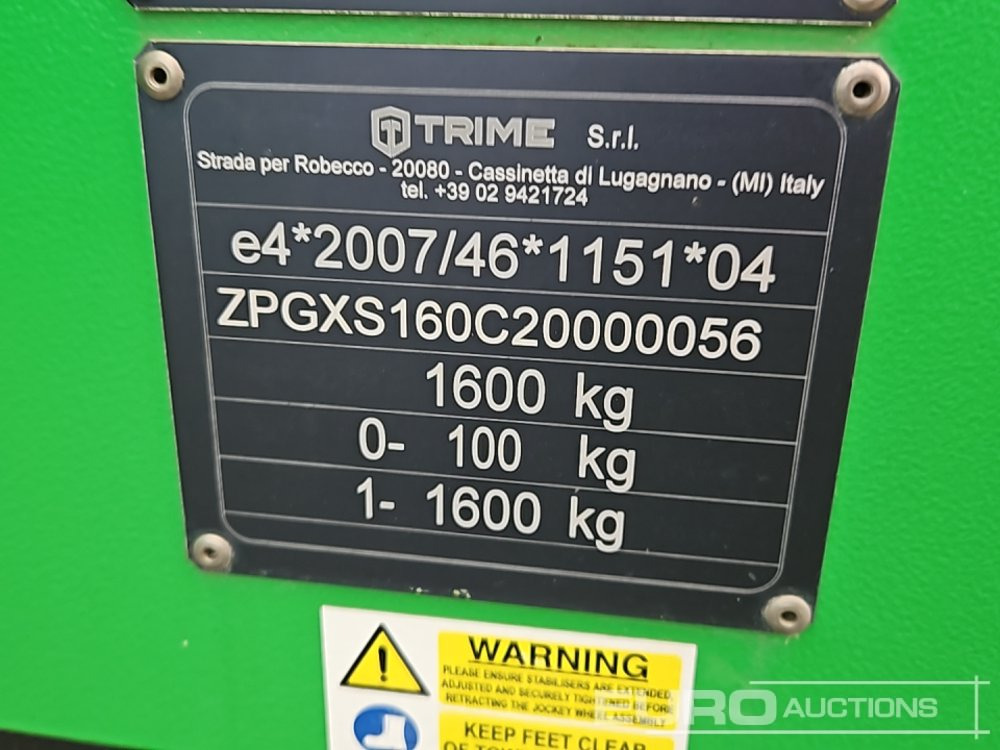 TRIME S.r.l.
Strada per Robecco - 20080 - Cassinetta di Lugagnano - (MI) Italy
tel. +39 02 9421724
e4*2007/46*1151*04
ZPGXS160C20000056
1600 kg
0- 100 kg
1- 1600 kg
WARNING
PLEASE ENSURE STABILISERS ARE EXTENDED,
ADJUSTED AND SECURELY TIGHTENED BEFORE
RETRACTING THE JOCKEY WHEEL ASSEMBLY
KEEP FEET CLEAR
EURO AUCTIONS